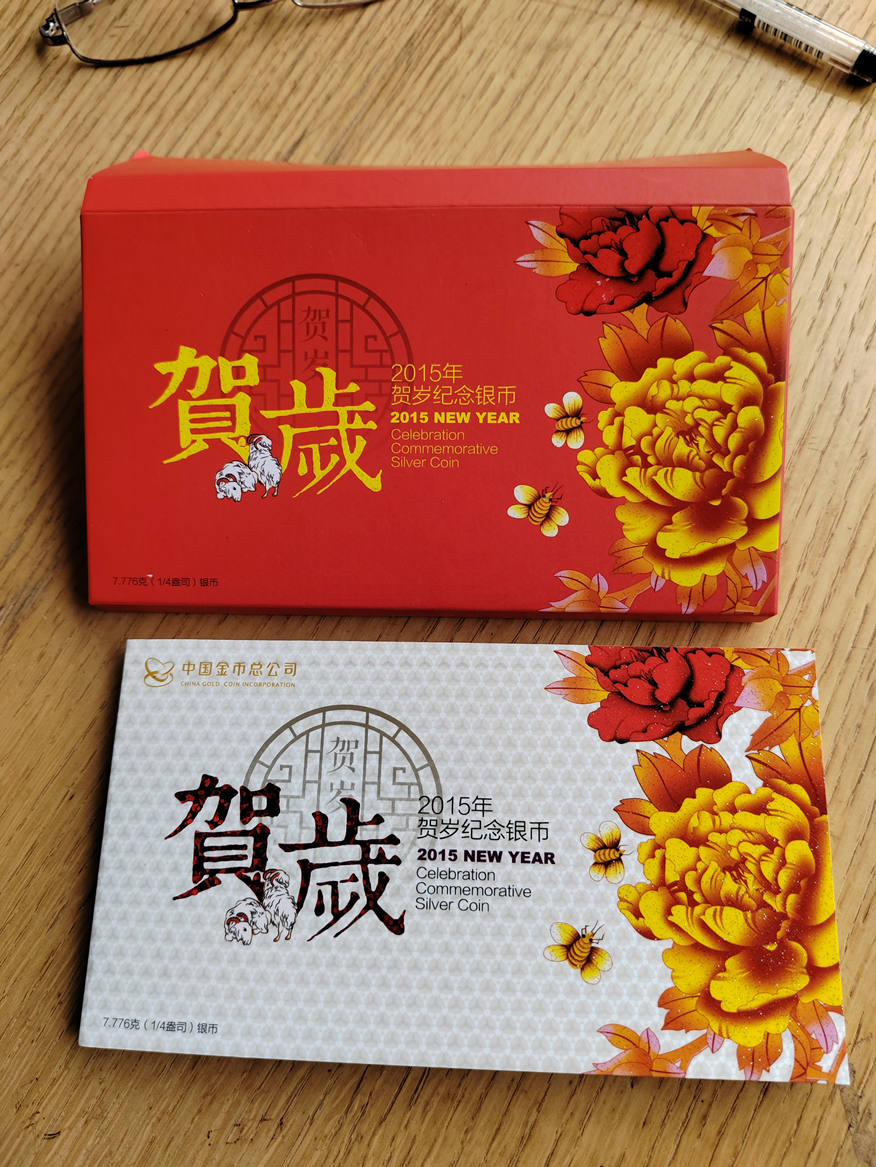 贺岁
賀歲
2015年
贺岁纪念银币
2015 NEW YEAR
Celebration
Commemorative
Silver Coin
7.776克（1/4盎司）银币
中国金币总公司
CHINA GOLD COIN INCORPORATION
贺岁
賀歲
2015年
贺岁纪念银币
2015 NEW YEAR
Celebration
Commemorative
Silver Coin
7.776克（1/4盎司）银币